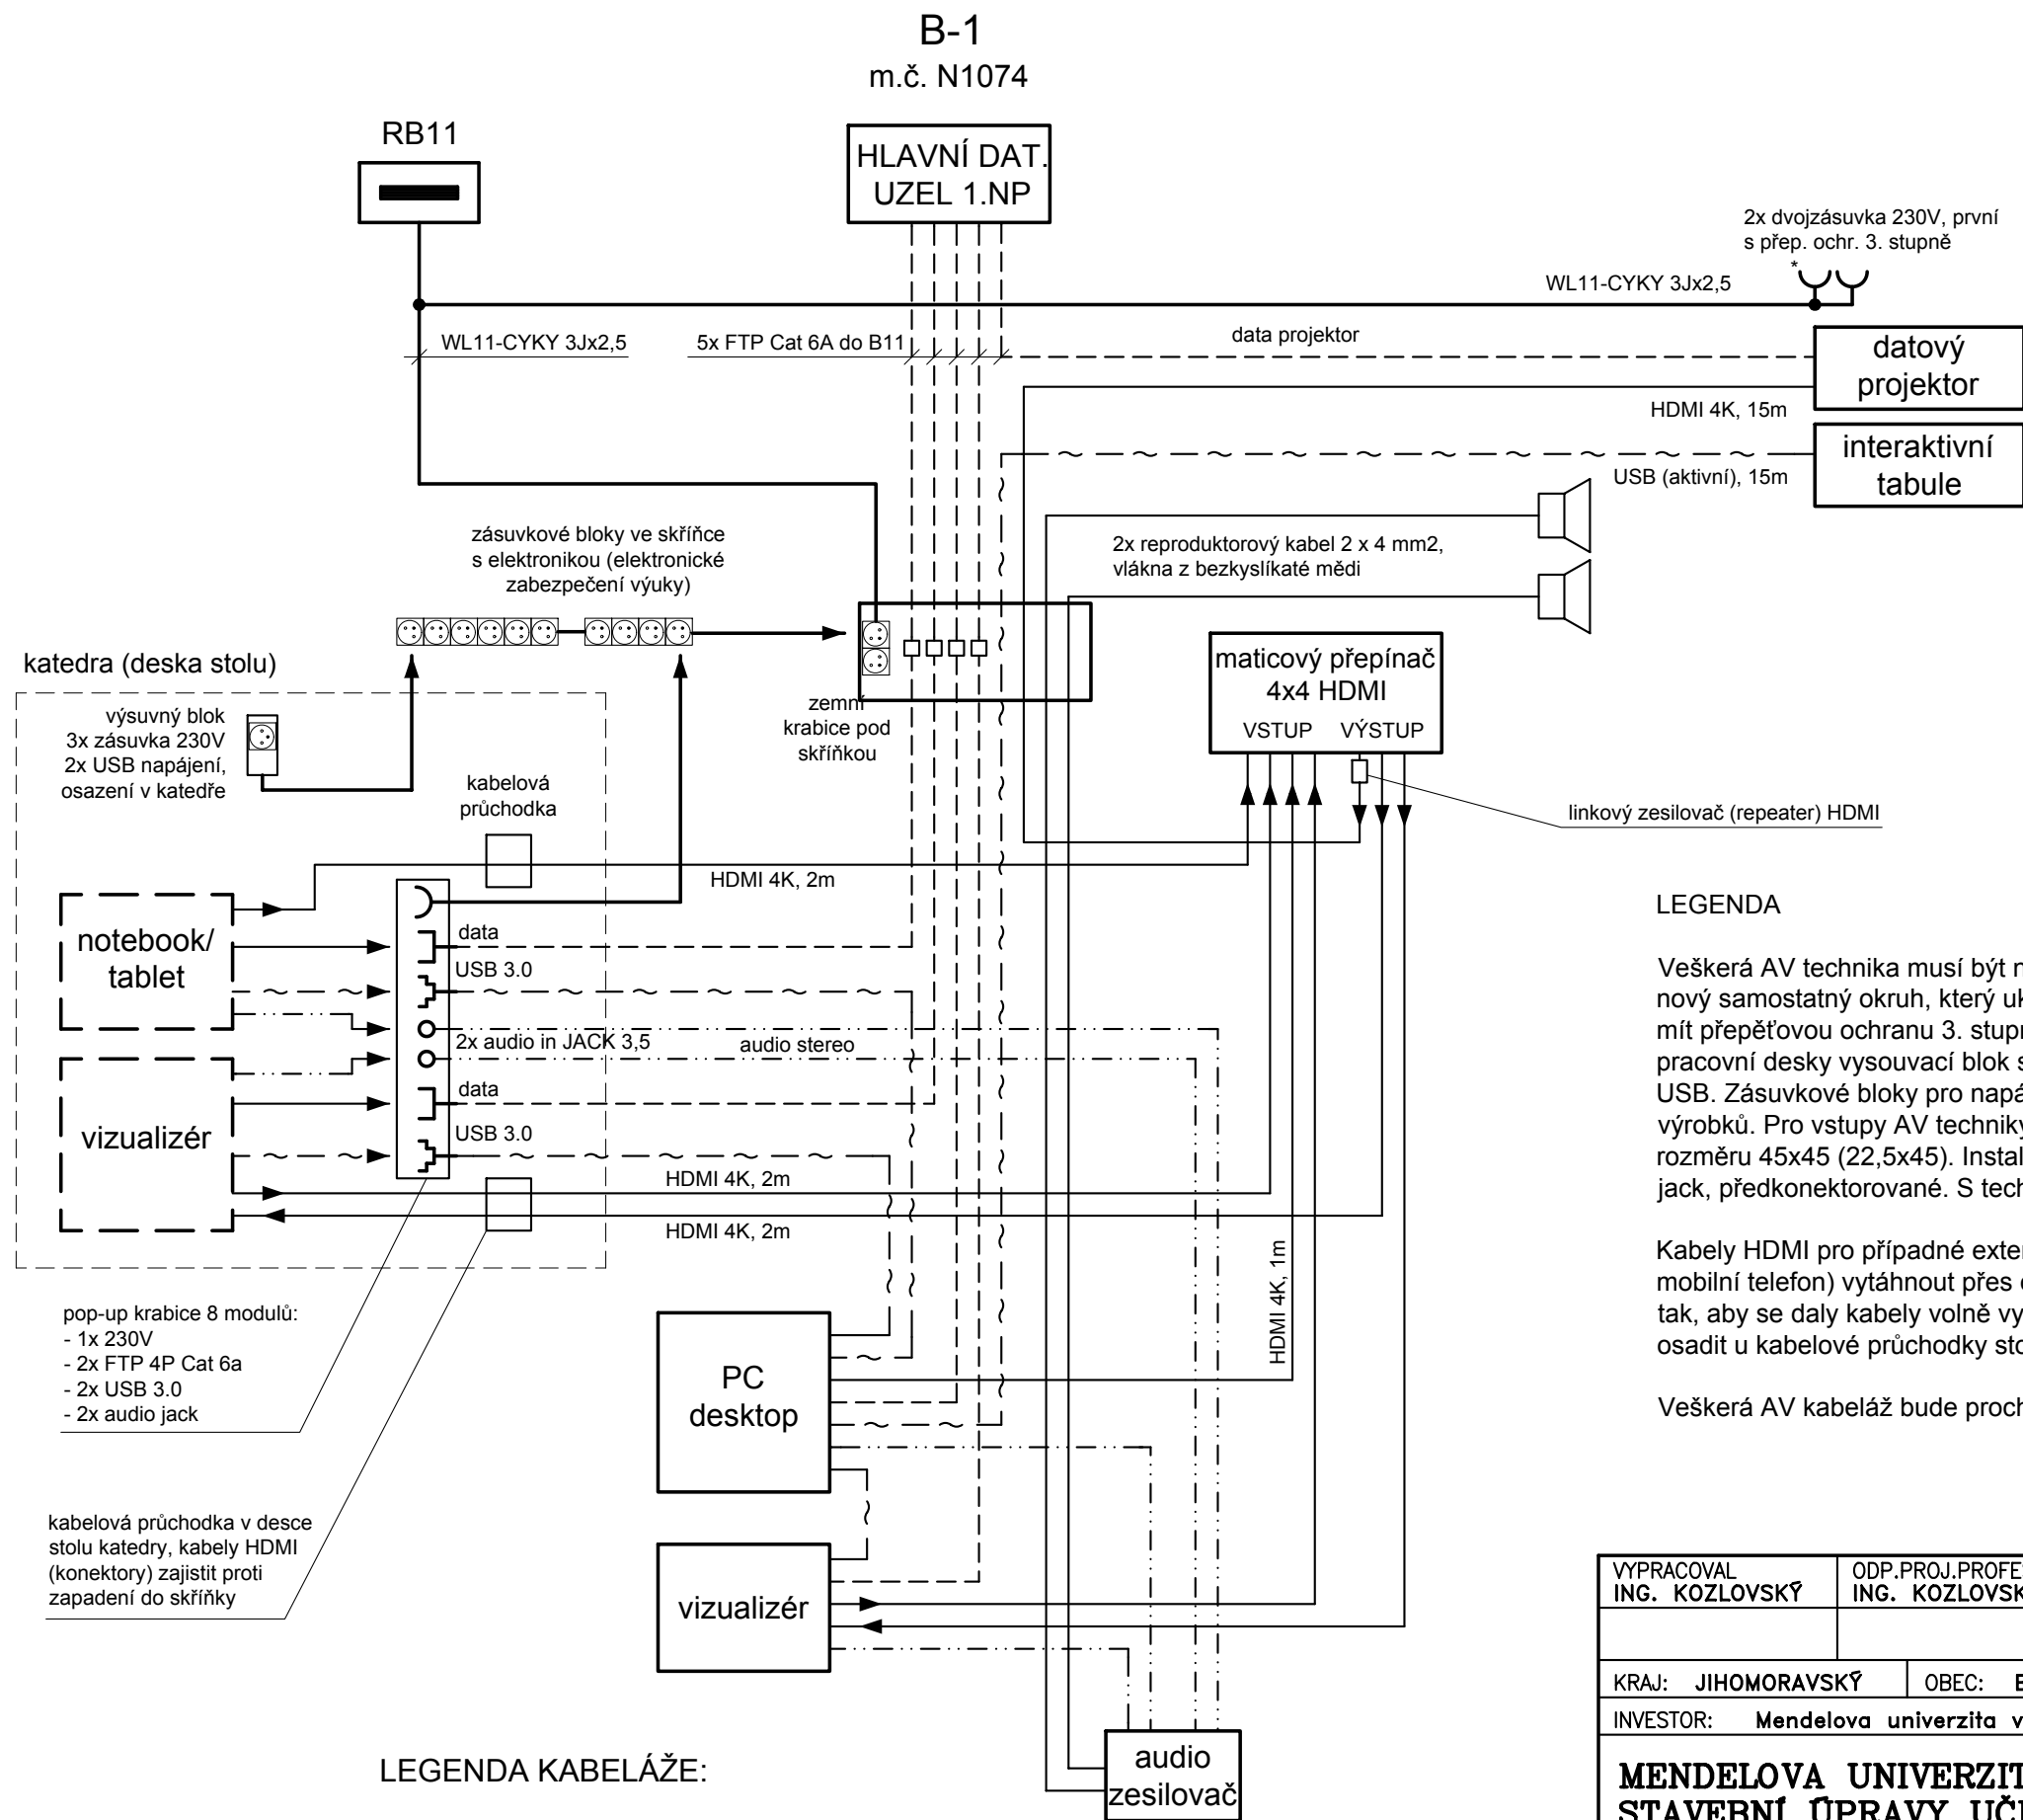 B-1
m.č. N1074
RB11
HLAVNÍ DAT.
UZEL 1.NP
2x dvojzásuvka 230V, první
s přep. ochr. 3. stupně
*
WL11-CYKY 3Jx2,5
WL11-CYKY 3Jx2,5
5x FTP Cat 6A do B11
data projektor
datový
projektor
HDMI 4K, 15m
interaktivní
tabule
USB (aktivní), 15m
zásuvkové bloky ve skříňce
s elektronikou (elektronické
zabezpečení výuky)
2x reproduktorový kabel 2 x 4 mm2,
vlákna z bezkyslíkaté mědi
katedra (deska stolu)
maticový přepínač
4x4 HDMI
VSTUP
VÝSTUP
výsuvný blok
3x zásuvka 230V
2x USB napájení,
osazení v katedře
zemní
krabice pod
skříňkou
kabelová
průchodka
linkový zesilovač (repeater) HDMI
HDMI 4K, 2m
notebook/
tablet
data
USB 3.0
2x audio in JACK 3,5
audio stereo
data
USB 3.0
vizualizér
HDMI 4K, 2m
HDMI 4K, 2m
HDMI 4K, 1m
pop-up krabice 8 modulů:
- 1x 230V
- 2x FTP 4P Cat 6a
- 2x USB 3.0
- 2x audio jack
PC
desktop
kabelová průchodka v desce
stolu katedry, kabely HDMI
(konektory) zajistit proti
zapadení do skříňky
vizualizér
audio
zesilovač
LEGENDA KABELÁŽE:
LEGENDA
Veškerá AV technika musí být
nový samostatný okruh, který
mít přepěťovou ochranu 3.
pracovní desky vysouvací blok
USB. Zásuvkové bloky pro
výrobků. Pro vstupy AV
rozměru 45x45 (22,5x45).
jack, předkonektorované. S
Kabely HDMI pro případné
mobilní telefon) vytáhnout přes
tak, aby se daly kabely volně
osadit u kabelové průchodky
Veškerá AV kabeláž bude
VYPRACOVAL
ING. KOZLOVSKÝ
ODP.PROJ.
ING.
KRAJ: JIHOMORAVSKÝ
OBEC:
INVESTOR: Mendelova univerzita v
MENDELOVA
STAVEBNÍ ÚPRAVY